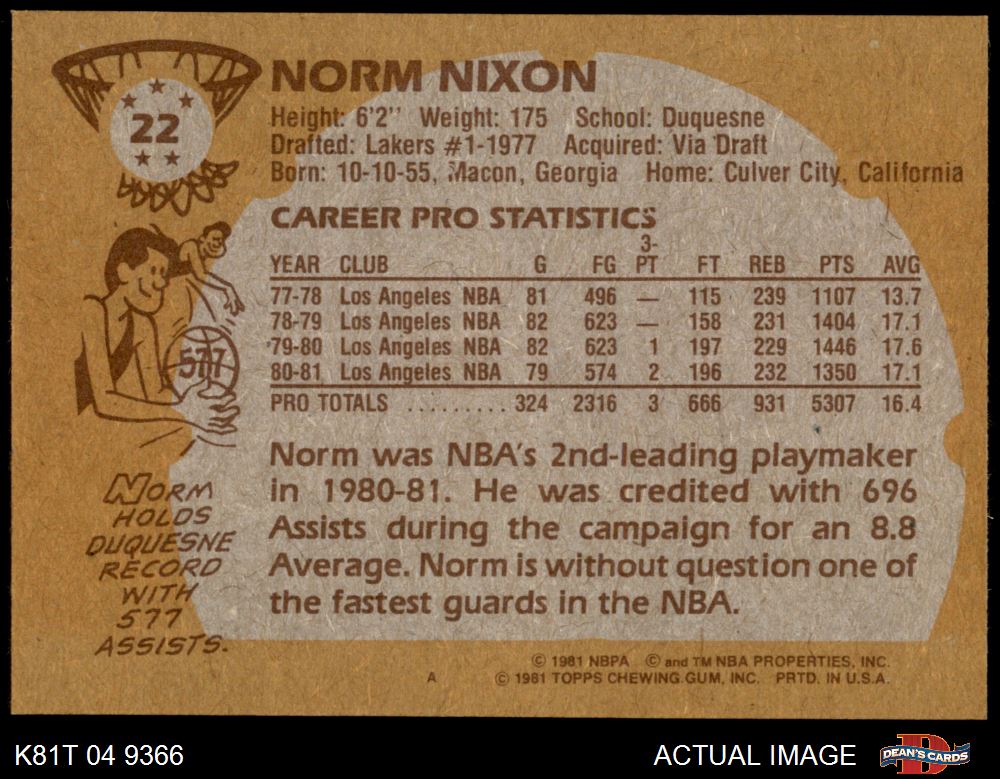 22
NORM NIXON
Height: 6'2'' Weight: 175 School: Duquesne
Drafted: Lakers #1-1977 Acquired: Via Draft
Born: 10-10-55, Macon, Georgia Home: Culver City, California
CAREER PRO STATISTICS
YEAR CLUB G FG 3-PT FT REB PTS AVG
77-78 Los Angeles NBA 81 496 — 115 239 1107 13.7
78-79 Los Angeles NBA 82 623 — 158 231 1404 17.1
79-80 Los Angeles NBA 82 623 1 197 229 1446 17.6
80-81 Los Angeles NBA 79 574 2 196 232 1350 17.1
PRO TOTALS .......... 324 2316 3 666 931 5307 16.4
577
Norm was NBA's 2nd-leading playmaker
in 1980-81. He was credited with 696
Assists during the campaign for an 8.8
Average. Norm is without question one of
the fastest guards in the NBA.
NORM
HOLDS
DUQUESNE
RECORD
WITH
577
ASSISTS.
© 1981 NBPA © and TM NBA PROPERTIES, INC.
A © 1981 TOPPS CHEWING GUM, INC. PRTD. IN U.S.A.
K81T 04 9366 ACTUAL IMAGE DEAN'S CARDS